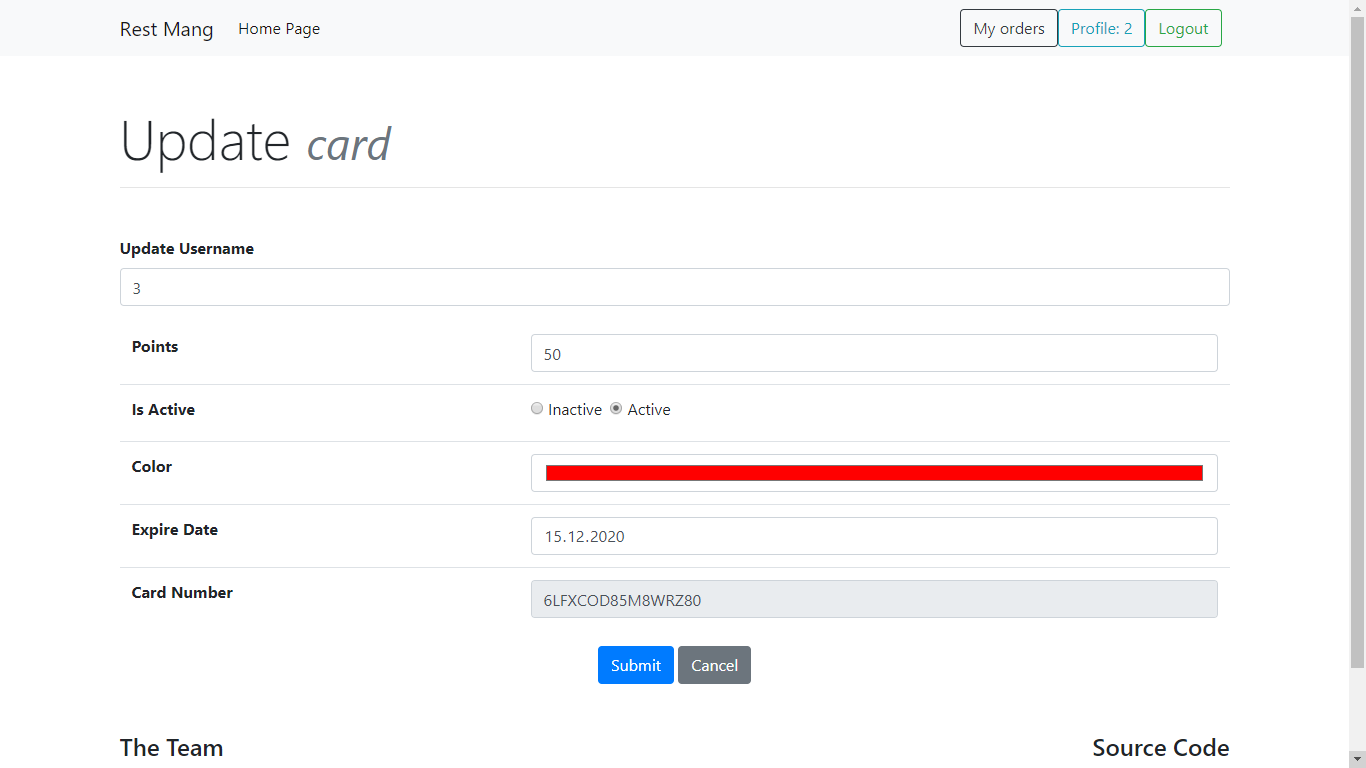 Rest Mang Home Page My orders Profile: 2 Logout
Update card
Update Username
3
Points 50
Is Active Inactive Active
Color
Expire Date 15.12.2020
Card Number 6LFXCOD85M8WRZ80
Submit Cancel
The Team Source Code